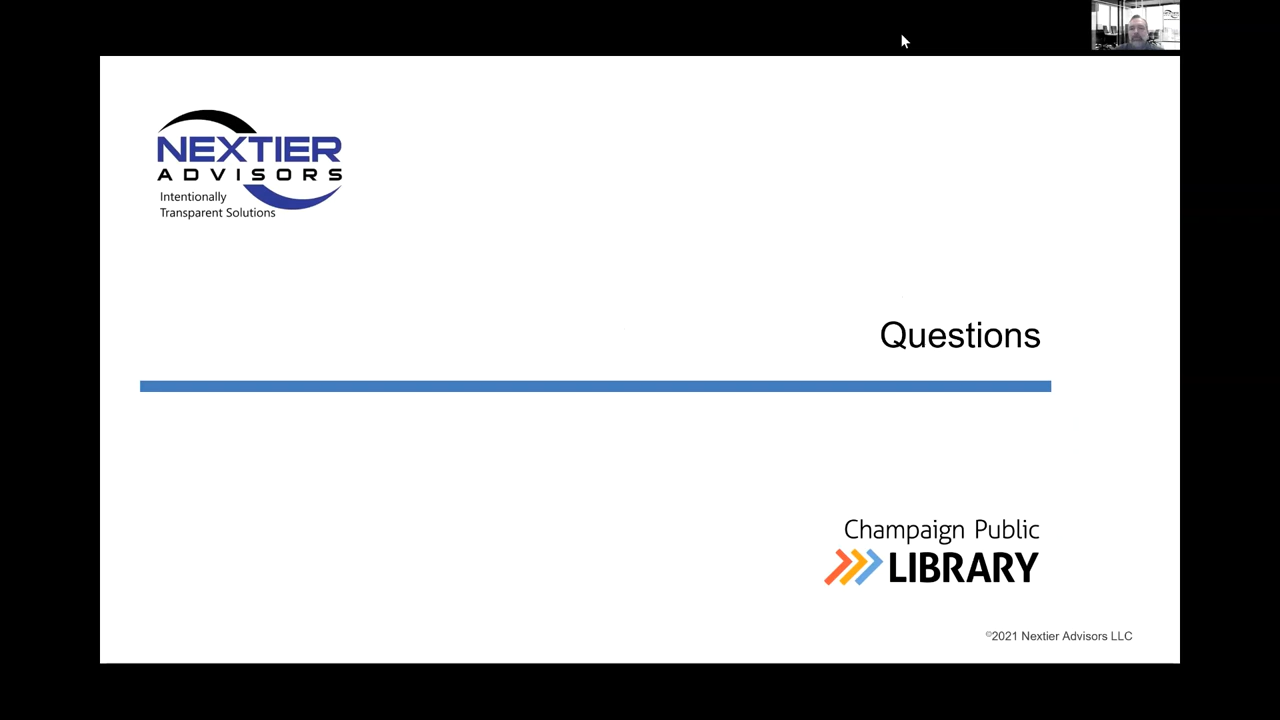 NEXTIER
ADVISORS
Intentionally
Transparent Solutions
Questions
Champaign Public
LIBRARY
©2021 Nextier Advisors LLC